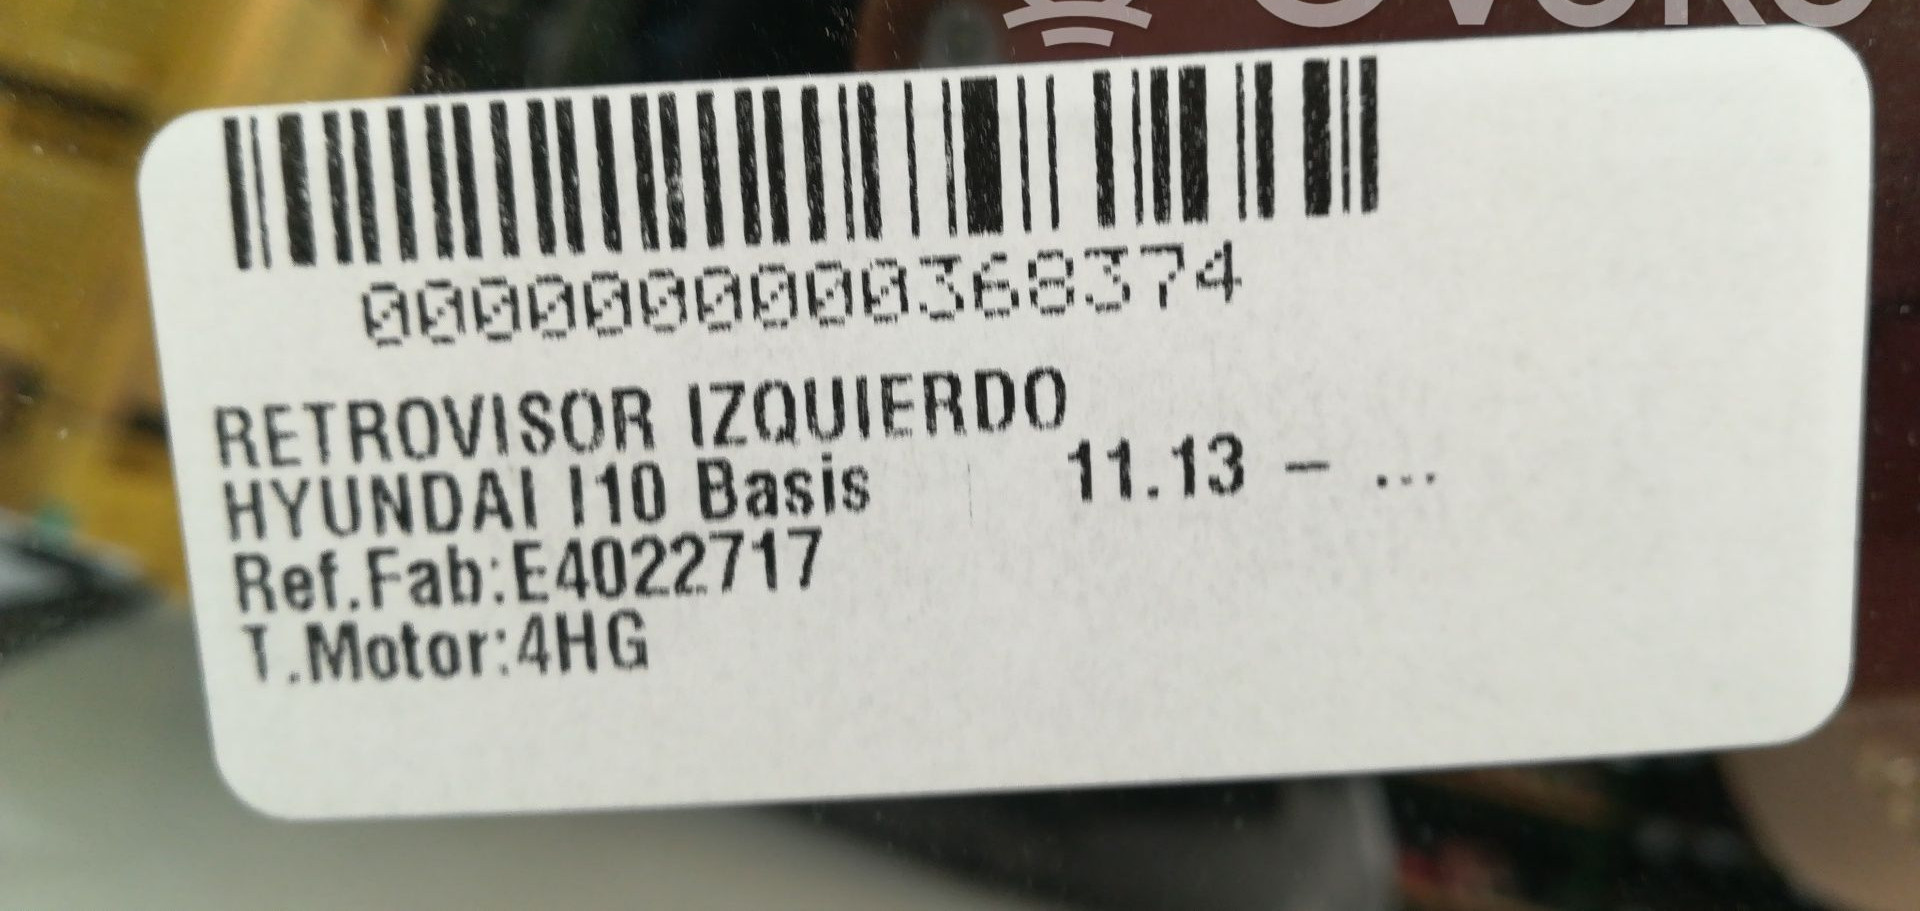 0000000000368374
RETROVISOR IZQUIERDO
HYUNDAI I10 Basis 11.13 - ...
Ref.Fab:E4022717
T.Motor:4HG